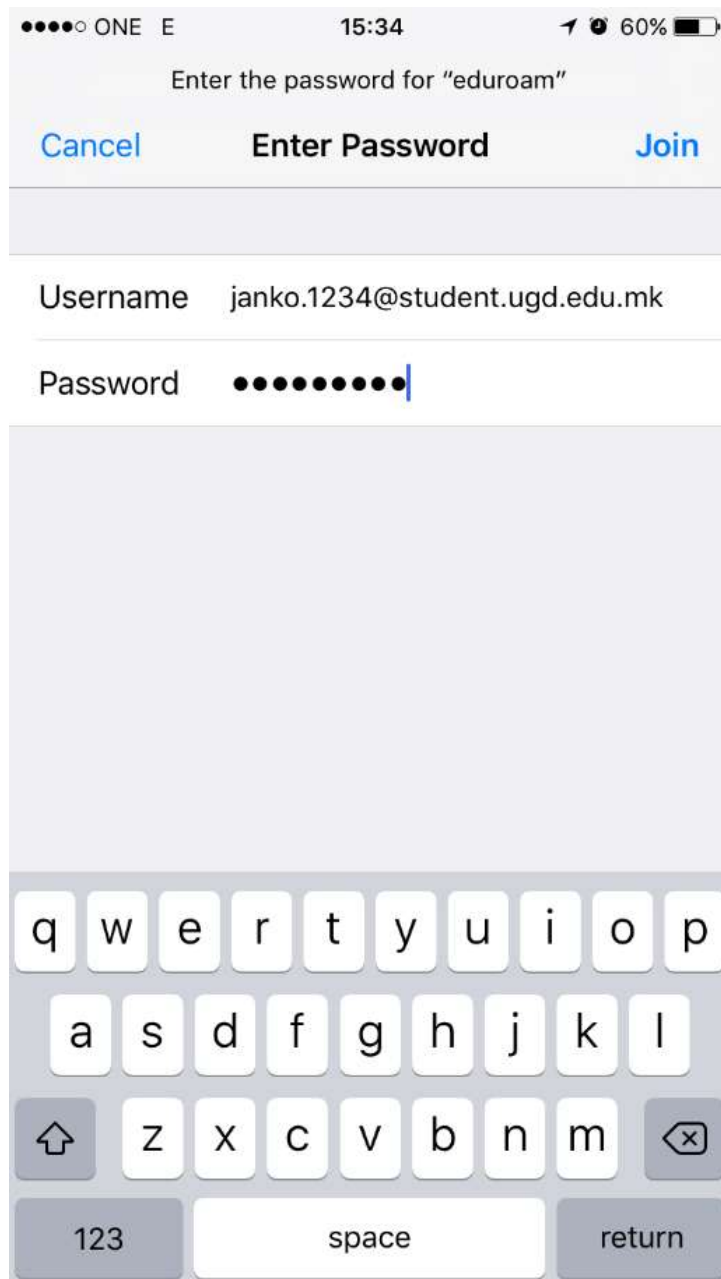 ONE E 15:34 60%
Enter the password for “eduroam”
Cancel Enter Password Join
Username janko.1234@student.ugd.edu.mk
Password •••••••••
q w e r t y u i o p
a s d f g h j k l
z x c v b n m
123 space return